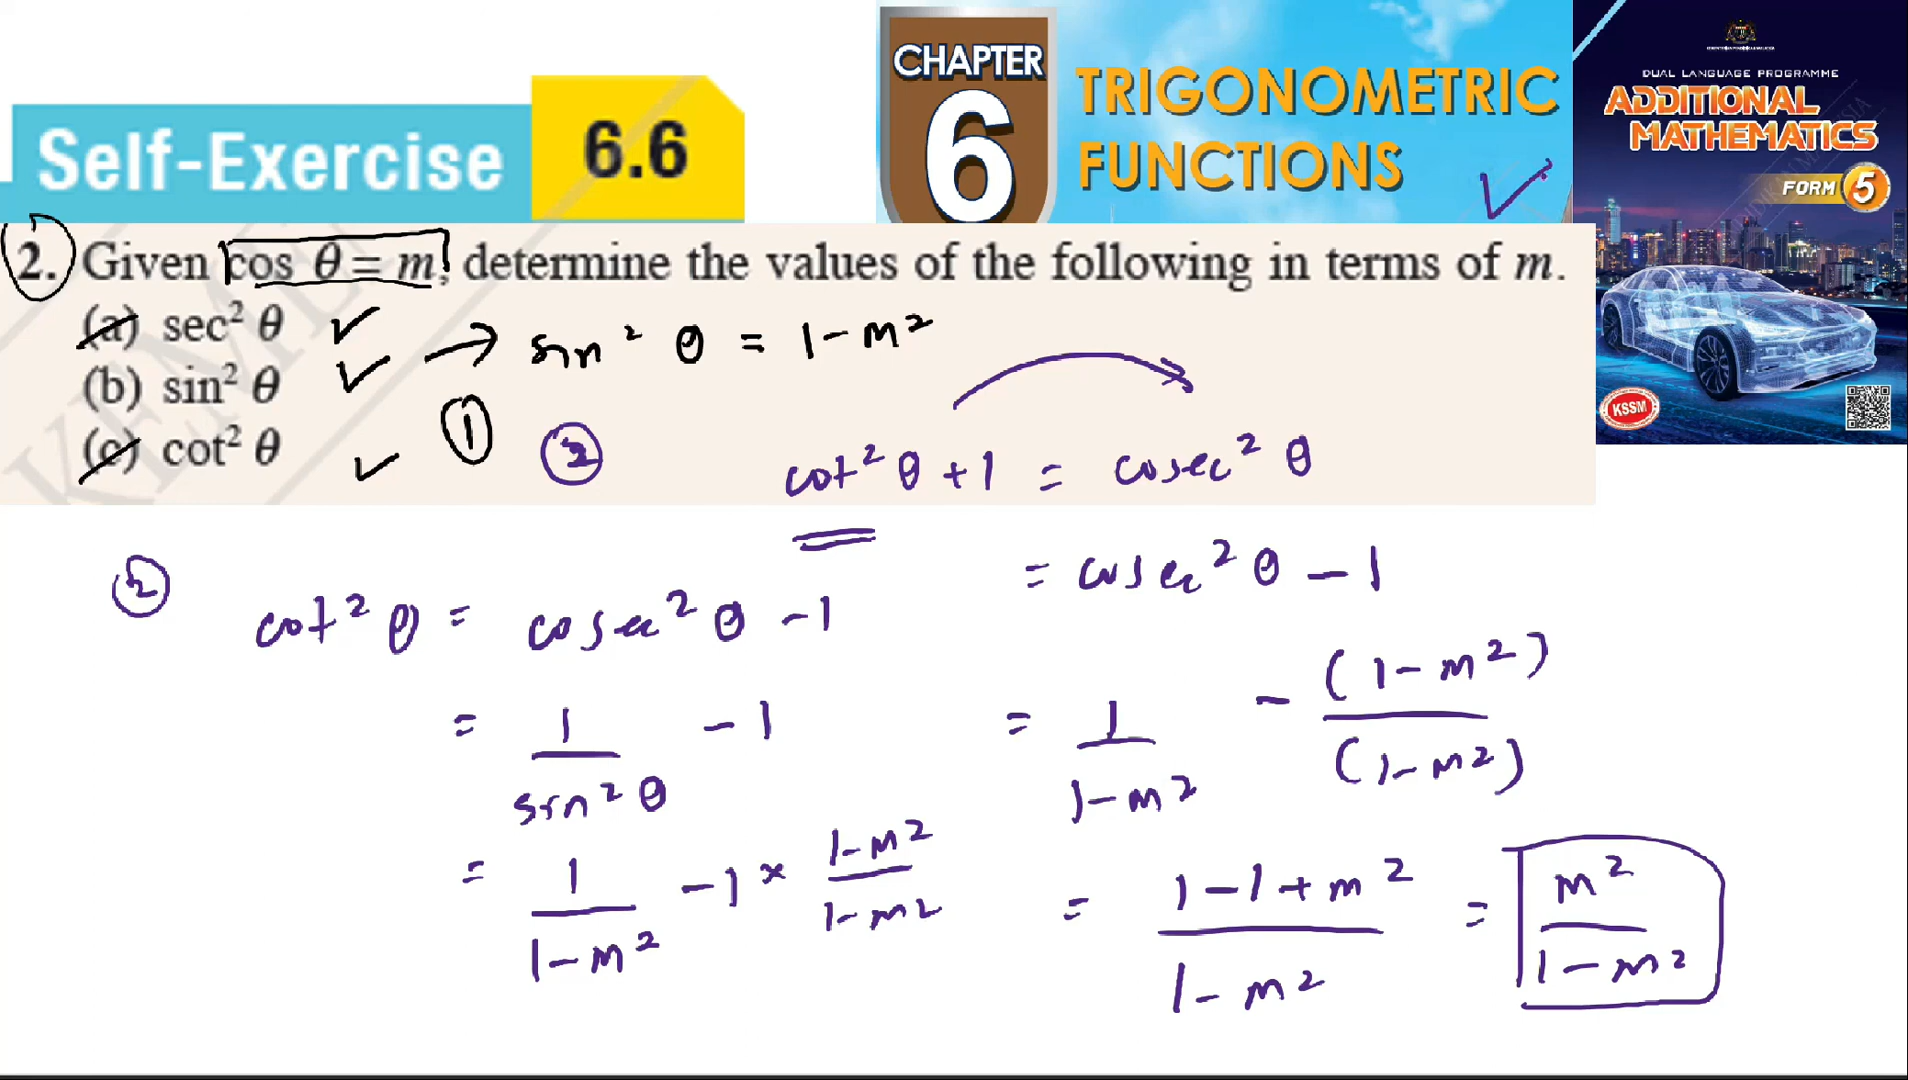 CHAPTER
6
TRIGONOMETRIC
FUNCTIONS
DUAL LANGUAGE PROGRAMME
ADDITIONAL
MATHEMATICS
FORM 5
KSSM
Self-Exercise 6.6
2. Given cos θ = m, determine the values of the following in terms of m.
(a) sec² θ
sin² θ = 1 - m²
(b) sin² θ
(c) cot² θ
①
②
cot² θ + 1 = cosec² θ
②
cot² θ = cosec² θ - 1
= cosec² θ - 1
= 1/sin² θ - 1
= 1/(1-m²) - (1-m²)/(1-m²)
= 1/(1-m²) - 1 × (1-m²)/(1-m²)
= (1-1+m²)/(1-m²) = m²/(1-m²)